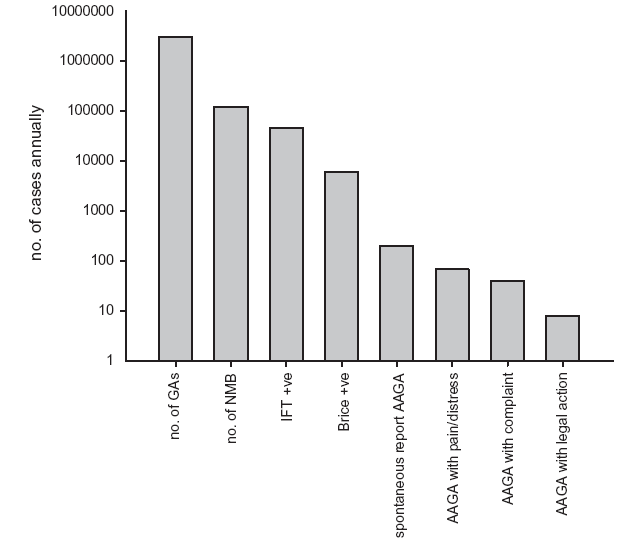 10000000
1000000
100000
10000
1000
100
10
1
no. of cases annually
no. of GAs
no. of NMB
IFT +ve
Brice +ve
spontaneous report AAGA
AAGA with pain/distress
AAGA with complaint
AAGA with legal action